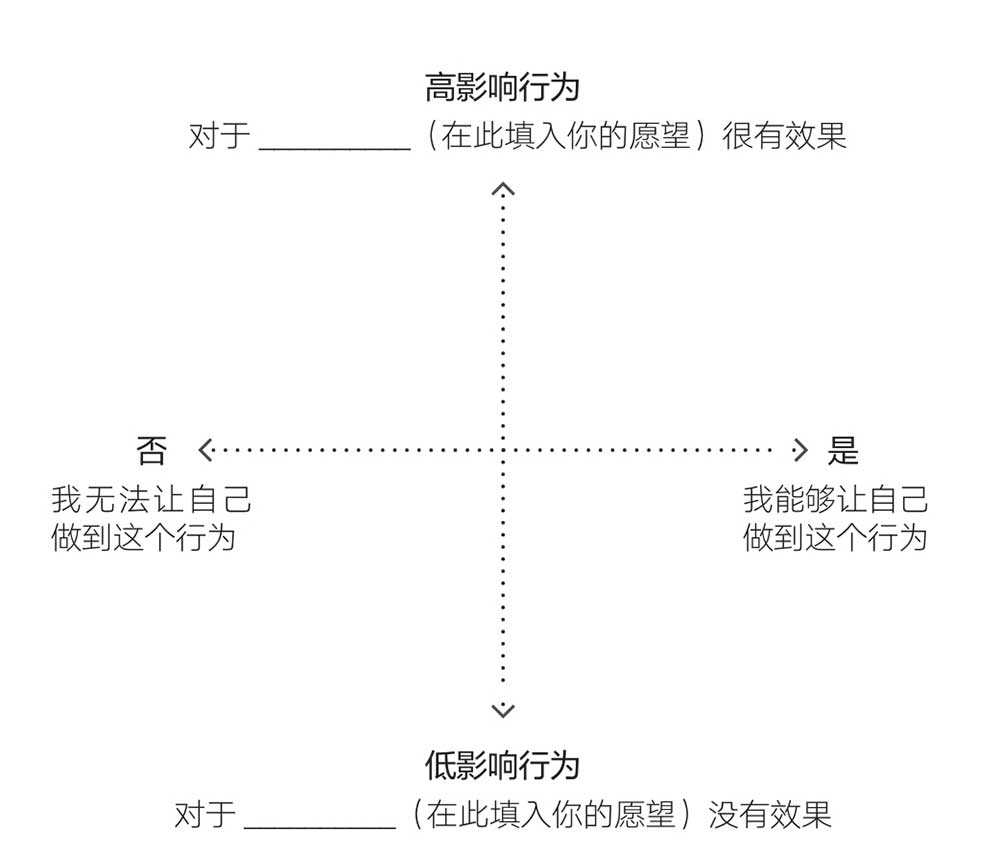 高影响行为
对于 __________（在此填入你的愿望）很有效果
否
是
我无法让自己
做到这个行为
我能够让自己
做到这个行为
低影响行为
对于 __________（在此填入你的愿望）没有效果